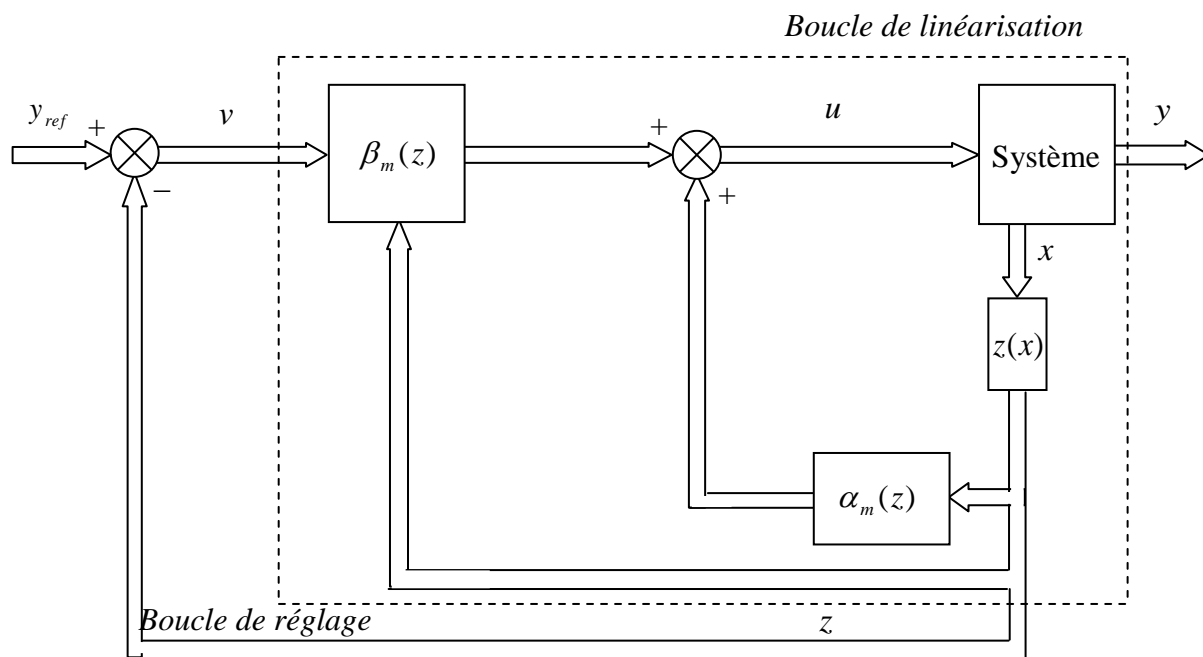 Boucle de linéarisation
y_ref
+
−
v
β_m(z)
+
+
u
Système
y
x
z(x)
α_m(z)
Boucle de réglage
z